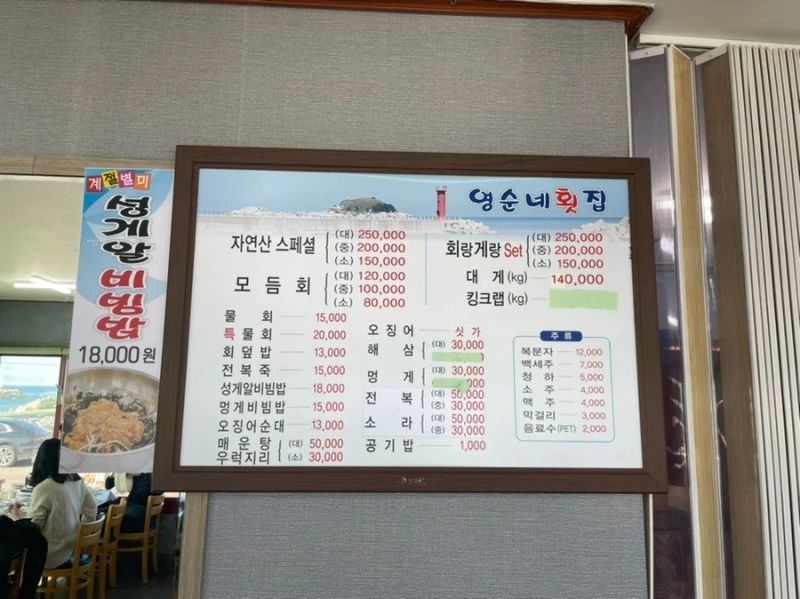 계절별미
성게알
비빔밥
18,000원
영순네횟집
자연산 스페셜
(대) 250,000
(중) 200,000
(소) 150,000
모듬회
(대) 120,000
(중) 100,000
(소) 80,000
회랑게랑 Set
(대) 250,000
(중) 200,000
(소) 150,000
대게(kg) 140,000
킹크랩(kg)
물회 15,000
특물회 20,000
회덮밥 13,000
전복죽 15,000
성게알비빔밥 18,000
멍게비빔밥 15,000
오징어순대 13,000
매운탕 (대) 50,000
우럭지리 (소) 30,000
오징어 싯가
해삼 (대) 30,000
멍게 (대) 30,000
전복 (대) 50,000
(중) 30,000
소라 (대) 50,000
(중) 30,000
공기밥 1,000
주류
복분자 12,000
백세주 7,000
청하 5,000
소주 4,000
맥주 4,000
막걸리 3,000
음료수(PET) 2,000